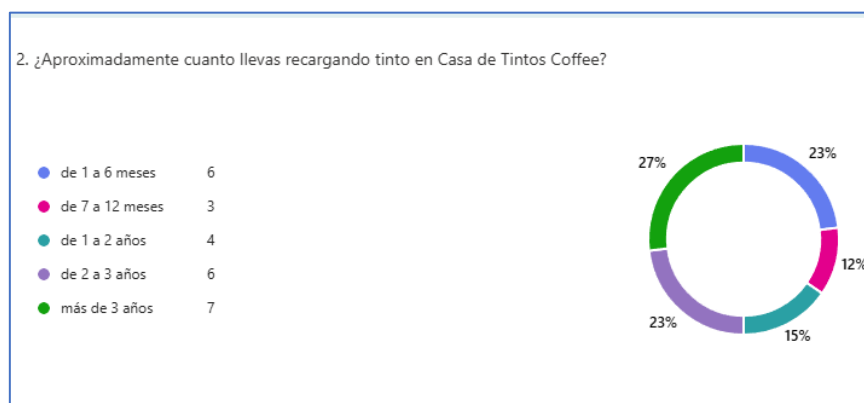 2. ¿Aproximadamente cuanto llevas recargando tinto en Casa de Tintos Coffee?
de 1 a 6 meses 6
de 7 a 12 meses 3
de 1 a 2 años 4
de 2 a 3 años 6
más de 3 años 7
27%
23%
12%
23%
15%